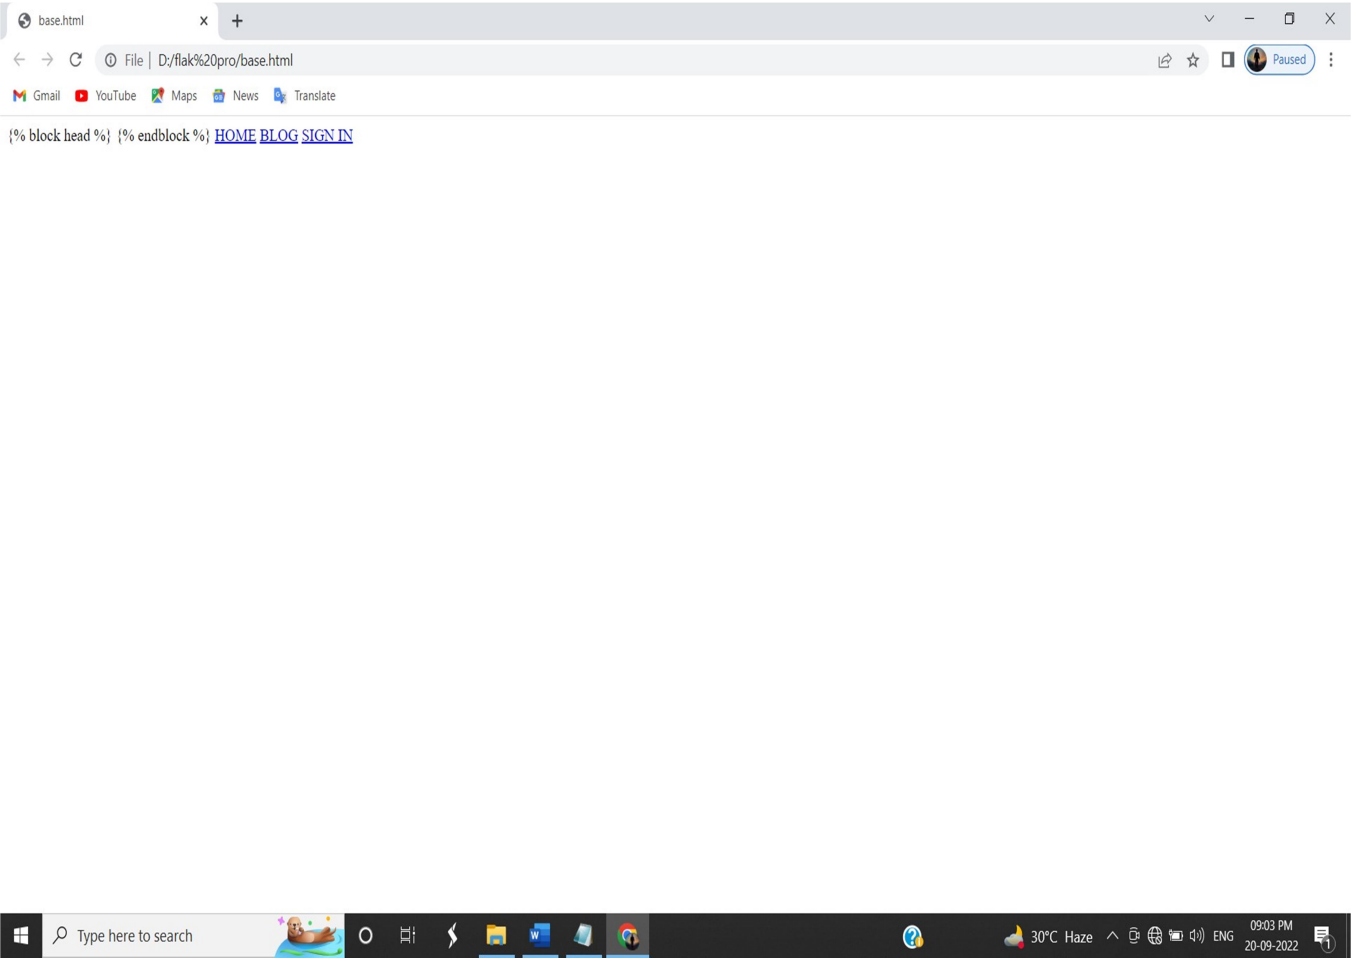 base.html
File | D:/flak%20pro/base.html
Paused
Gmail YouTube Maps News Translate
{% block head %} {% endblock %} HOME BLOG SIGN IN
Type here to search
30°C Haze
ENG
09:03 PM
20-09-2022
1